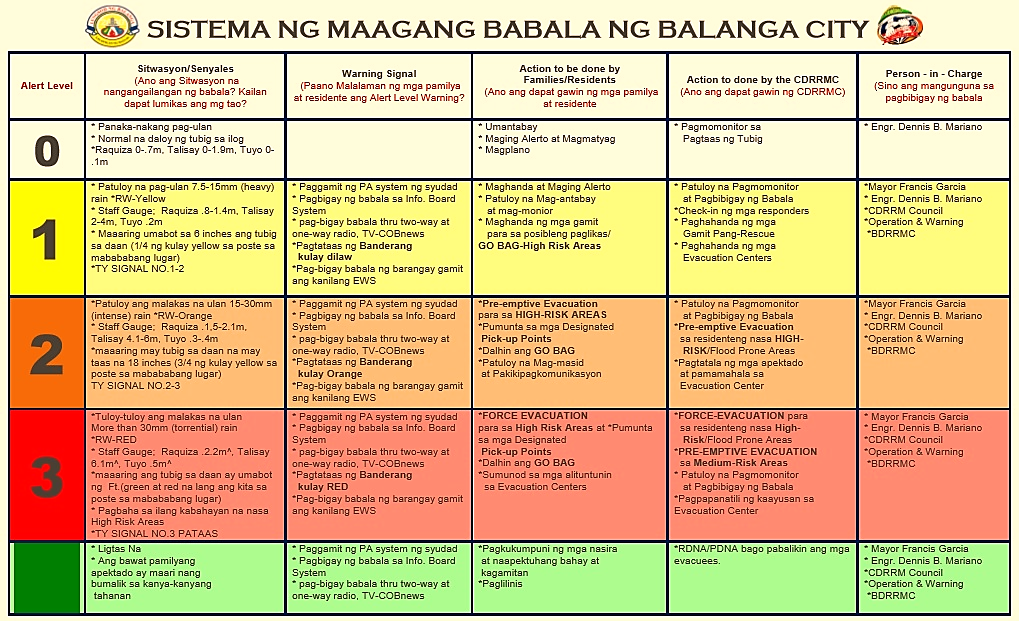 SISTEMA NG MAAGANG BABALA NG BALANGA CITY
Alert Level
Sitwasyon/Senyales
(Ano ang Sitwasyon na
nangangailangan ng babala? Kailan
dapat lumikas ang mg tao?
Warning Signal
(Paano Malalaman ng mga pamilya
at residente ang Alert Level Warning?
Action to be done by
Families/Residents
(Ano ang dapat gawin ng mga pamilya
at residente
Action to done by the CDRRMC
(Ano ang dapat gawin ng CDRRMC)
Person - in - Charge
(Sino ang mangunguna sa
pagbibigay ng babala
0
* Panaka-nakang pag-ulan
* Normal na daloy ng tubig sa ilog
*Raquiza 0-.7m, Talisay 0-1.9m, Tuyo 0-
.1m
* Umantabay
* Maging Alerto at Magmatyag
* Magplano
* Pagmomonitor sa
Pagtaas ng Tubig
* Engr. Dennis B. Mariano
1
* Patuloy na pag-ulan 7.5-15mm (heavy)
rain *RW-Yellow
* Staff Gauge; Raquiza .8-1.4m, Talisay
2-4m, Tuyo .2m
* Maaaring umabot sa 6 inches ang tubig
sa daan (1/4 ng kulay yellow sa poste sa
mabababang lugar)
*TY SIGNAL NO.1-2
* Paggamit ng PA system ng syudad
* Pagbigay ng babala sa Info. Board
System
* pag-bigay babala thru two-way at
one-way radio, TV-COBnews
*Pagtataas ng Banderang
kulay dilaw
*Pag-bigay babala ng barangay gamit
ang kanilang EWS
* Maghanda at Maging Alerto
* Patuloy na Mag-antabay
at mag-monior
* Maghanda ng mga gamit
para sa posibleng paglikas/
GO BAG-High Risk Areas
* Patuloy na Pagmomonitor
at Pagbibigay ng Babala
*Check-in ng mga responders
* Paghahanda ng mga
Gamit Pang-Rescue
* Paghahanda ng mga
Evacuation Centers
*Mayor Francis Garcia
* Engr. Dennis B. Mariano
*CDRRM Council
*Operation & Warning
*BDRRMC
2
*Patuloy ang malakas na ulan 15-30mm
(intense) rain *RW-Orange
* Staff Gauge; Raquiza .1,5-2.1m,
Talisay 4.1-6m, Tuyo .3-.4m
*maaaring may tubig sa daan na may
taas na 18 inches (3/4 ng kulay yellow sa
poste sa mabababang lugar)
TY SIGNAL NO.2-3
* Paggamit ng PA system ng syudad
* Pagbigay ng babala sa Info. Board
System
* pag-bigay babala thru two-way at
one-way radio, TV-COBnews
*Pagtataas ng Banderang
kulay Orange
*Pag-bigay babala ng barangay gamit
ang kanilang EWS
*Pre-emptive Evacuation
para sa HIGH-RISK AREAS
*Pumunta sa mga Designated
Pick-up Points
*Dalhin ang GO BAG
*Patuloy na Mag-masid
at Pakikipagkomunikasyon
* Patuloy na Pagmomonitor
at Pagbibigay ng Babala
*Pre-emptive Evacuation
sa residenteng nasa HIGH-
RISK/Flood Prone Areas
*Pagtatala ng mga apektado
at pamamahala sa
Evacuation Center
*Mayor Francis Garcia
* Engr. Dennis B. Mariano
*CDRRM Council
*Operation & Warning
*BDRRMC
3
*Tuloy-tuloy ang malakas na ulan
More than 30mm (torrential) rain
*RW-RED
* Staff Gauge; Raquiza .2.2m^, Talisay
6.1m^, Tuyo .5m^
*maaaring ang tubig sa daan ay umabot
ng Ft.(green at red na lang ang kita sa
poste sa mabababang lugar)
* Pagbaha sa ilang kabahayan na nasa
High Risk Areas
*TY SIGNAL NO.3 PATAAS
* Paggamit ng PA system ng syudad
* Pagbigay ng babala sa Info. Board
System
* pag-bigay babala thru two-way at
one-way radio, TV-COBnews
*Pagtataas ng Banderang
kulay RED
*Pag-bigay babala ng barangay gamit
ang kanilang EWS
*FORCE EVACUATION
para sa High Risk Areas at *Pumunta
sa mga Designated
Pick-up Points
*Dalhin ang GO BAG
*Sumunod sa mga alituntunin
sa Evacuation Centers
*FORCE-EVACUATION para
sa residenteng nasa High-
Risk/Flood Prone Areas
*PRE-EMPTIVE EVACUATION
sa Medium-Risk Areas
* Patuloy na Pagmomonitor
at Pagbibigay ng Babala
*Pagpapanatili ng kaayusan sa
Evacuation Center
* Mayor Francis Garcia
* Engr. Dennis B. Mariano
*CDRRM Council
*Operation & Warning
*BDRRMC
* Ligtas Na
* Ang bawat pamilyang
apektado ay maari nang
bumalik sa kanya-kanyang
tahanan
* Paggamit ng PA system ng syudad
* Pagbigay ng babala sa Info. Board
System
* pag-bigay babala thru two-way at
one-way radio, TV-COBnews
*Pagkukumpuni ng mga nasira
at naapektuhang bahay at
kagamitan
*Paglilinis
*RDNA/PDNA bago pabalikin ang mga
evacuees.
* Mayor Francis Garcia
* Engr. Dennis B. Mariano
*CDRRM Council
*Operation & Warning
*BDRRMC